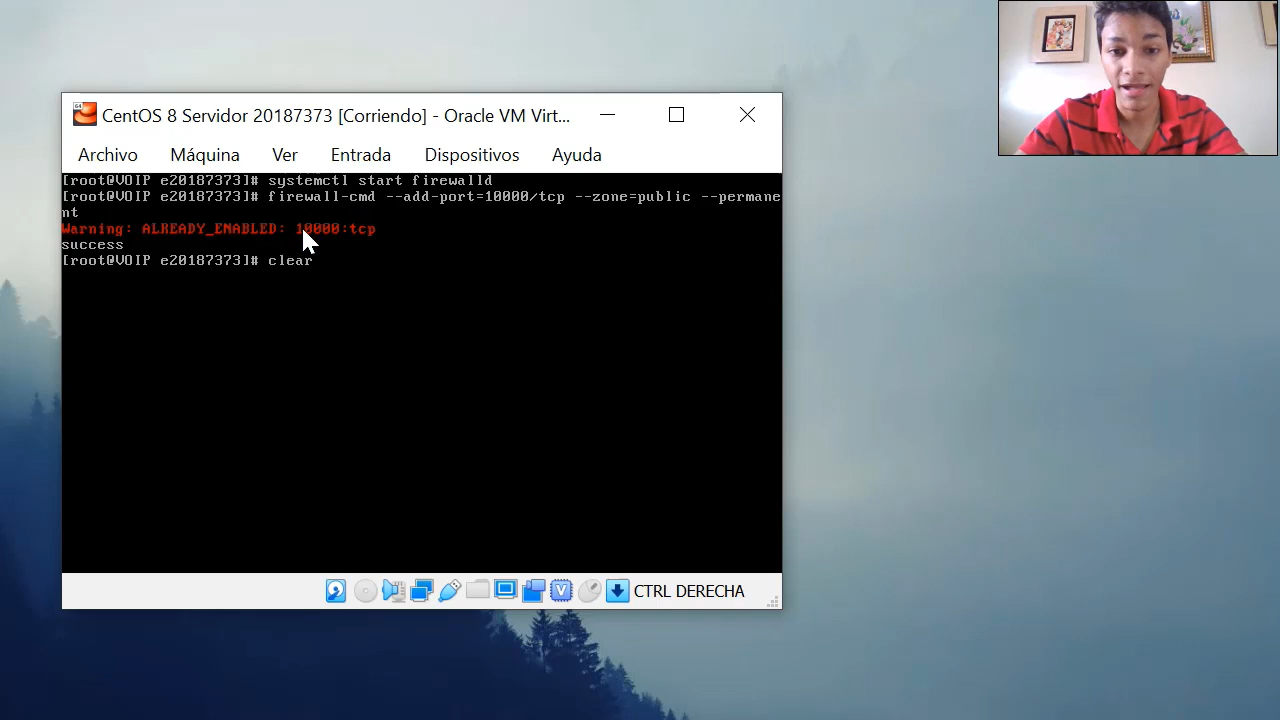 CentOS 8 Servidor 20187373 [Corriendo] - Oracle VM Virt...
Archivo Máquina Ver Entrada Dispositivos Ayuda
[root@VOIP e20187373]# systemctl start firewalld
[root@VOIP e20187373]# firewall-cmd --add-port=10000/tcp --zone=public --permane
nt
Warning: ALREADY_ENABLED: 10000:tcp
success
[root@VOIP e20187373]# clear
CTRL DERECHA